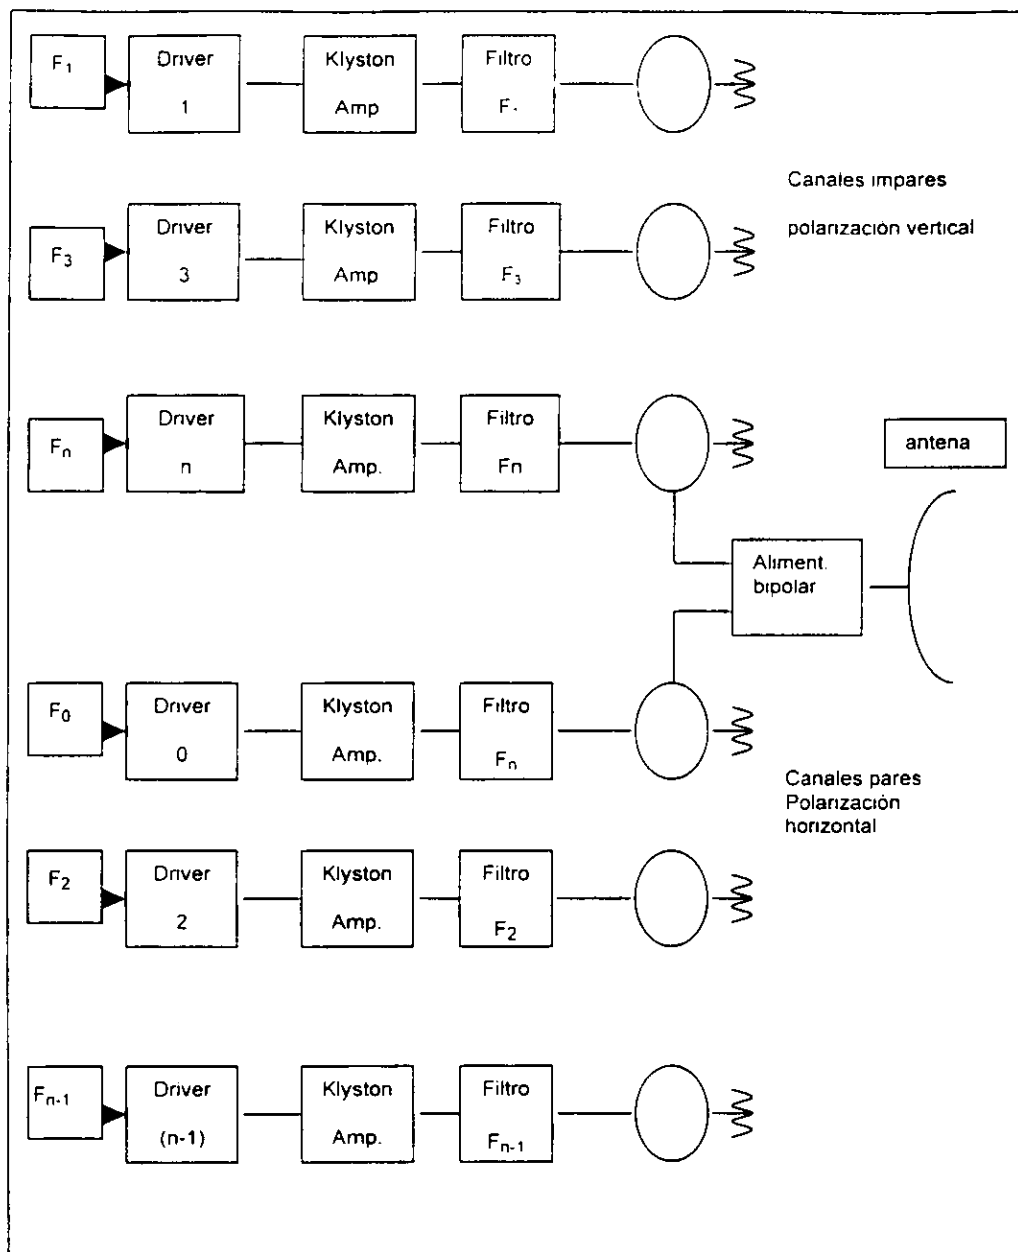 F1
Driver
1
Klyston
Amp
Filtro
F-
Canales impares
polarización vertical
F3
Driver
3
Klyston
Amp
Filtro
F3
Fn
Driver
n
Klyston
Amp.
Filtro
Fn
antena
Aliment.
bipolar
F0
Driver
0
Klyston
Amp.
Filtro
Fn
Canales pares
Polarización
horizontal
F2
Driver
2
Klyston
Amp.
Filtro
F2
Fn-1
Driver
(n-1)
Klyston
Amp.
Filtro
Fn-1